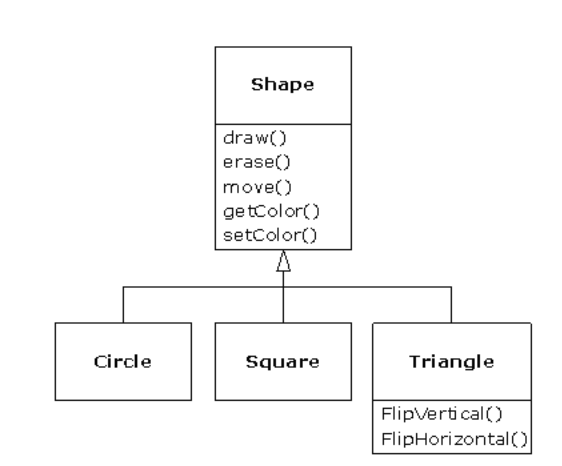 Shape
draw()
erase()
move()
getColor()
setColor()
Circle
Square
Triangle
FlipVertical()
FlipHorizontal()